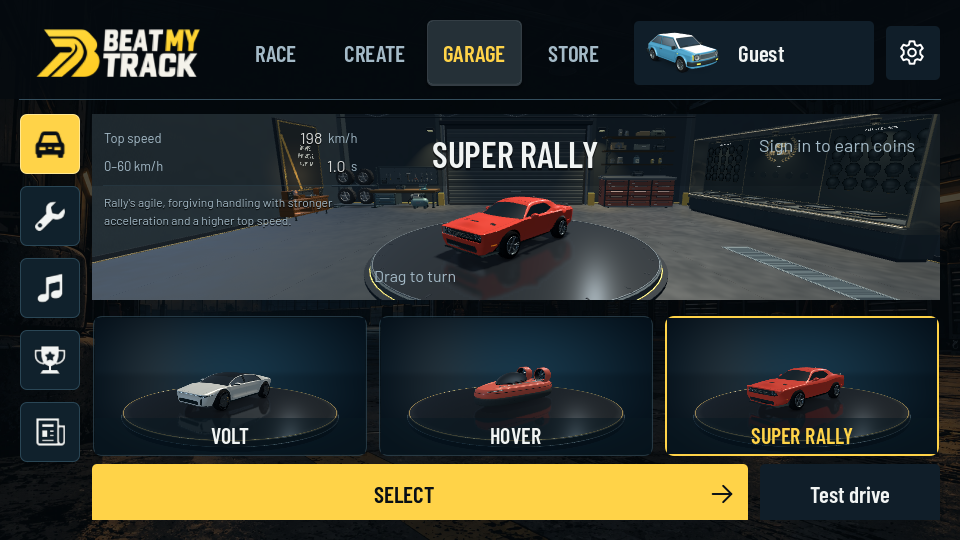 BEAT MY
TRACK
RACE
CREATE
GARAGE
STORE
Guest
Top speed
198 km/h
0-60 km/h
1.0 s
Rally's agile, forgiving handling with stronger
acceleration and a higher top speed.
SUPER RALLY
Sign in to earn coins
Drag to turn
VOLT
HOVER
SUPER RALLY
SELECT
Test drive